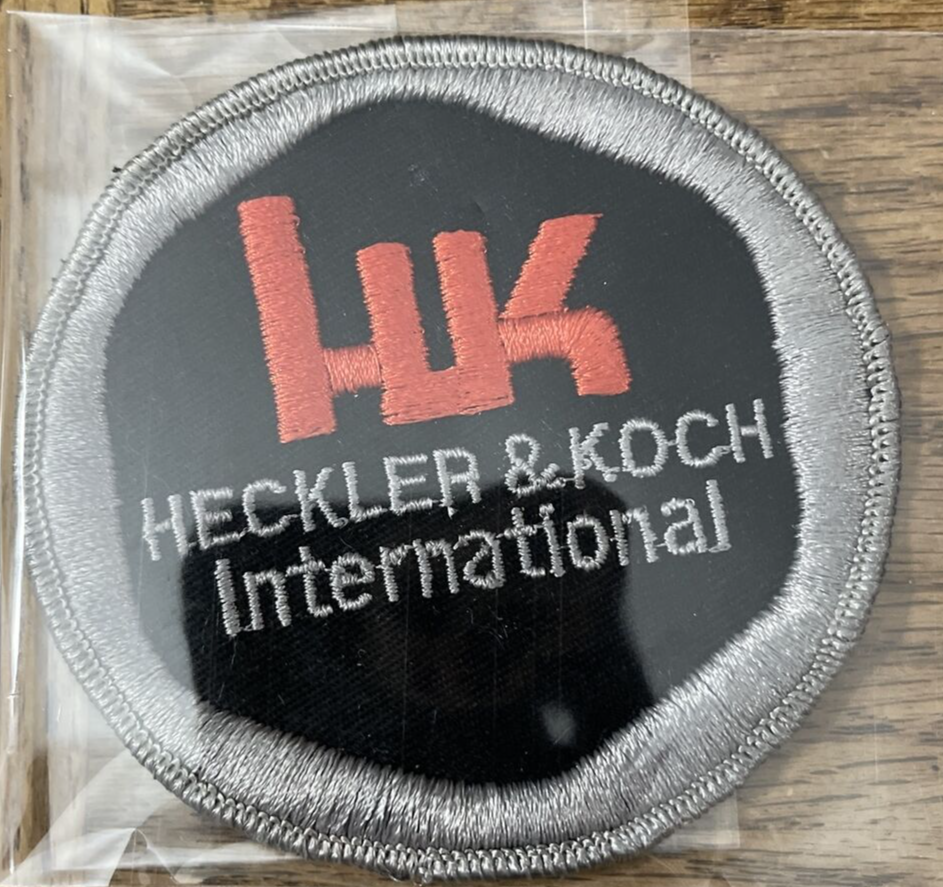 HK
HECKLER & KOCH
International